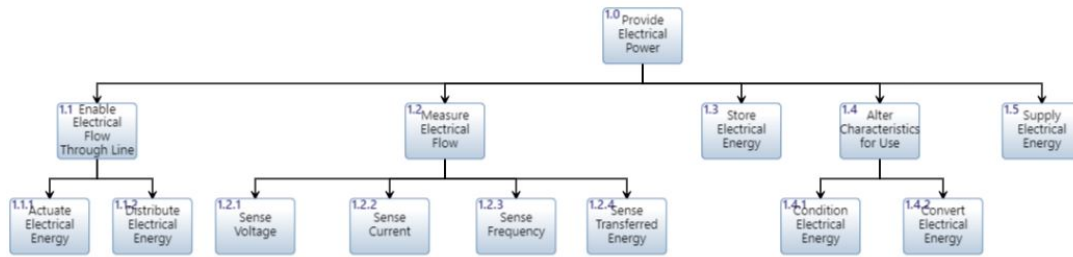 1.0
Provide
Electrical
Power
1.1 Enable
Electrical
Flow
Through Line
1.2
Measure
Electrical
Flow
1.3
Store
Electrical
Energy
1.4
Alter
Characteristics
for Use
1.5
Supply
Electrical
Energy
1.1.1
Actuate
Electrical
Energy
1.1.2
Distribute
Electrical
Energy
1.2.1
Sense
Voltage
1.2.2
Sense
Current
1.2.3
Sense
Frequency
1.2.4
Sense
Transferred
Energy
1.4.1
Condition
Electrical
Energy
1.4.2
Convert
Electrical
Energy